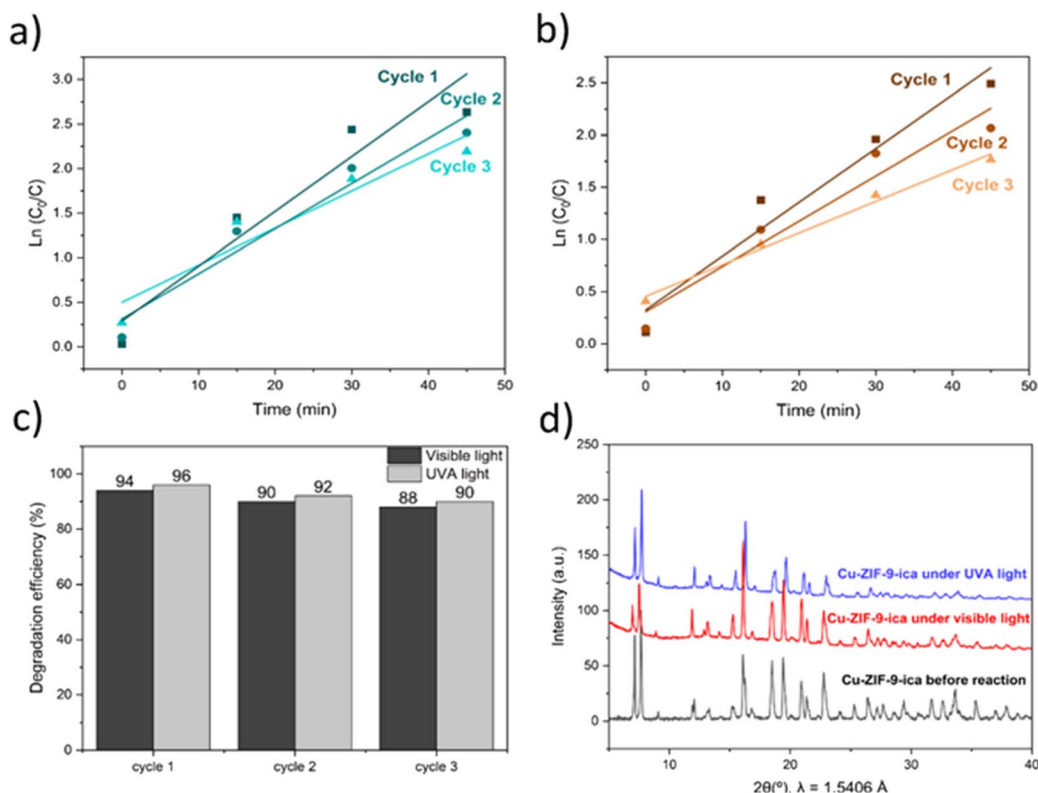 a)
Cycle 1
Cycle 2
Cycle 3
3.0
2.5
2.0
1.5
1.0
0.5
0.0
Ln (C₀/C)
0 10 20 30 40 50
Time (min)
b)
Cycle 1
Cycle 2
Cycle 3
3.0
2.5
2.0
1.5
1.0
0.5
0.0
Ln (C₀/C)
0 10 20 30 40 50
Time (min)
c)
Visible light
UVA light
100
80
60
40
20
0
Degradation efficiency (%)
94 96
90 92
88 90
cycle 1 cycle 2 cycle 3
d)
250
200
150
100
50
0
Intensity (a.u.)
Cu-ZIF-9-ica under UVA light
Cu-ZIF-9-ica under visible light
Cu-ZIF-9-ica before reaction
10 20 30 40
2θ(º), λ = 1.5406 Å